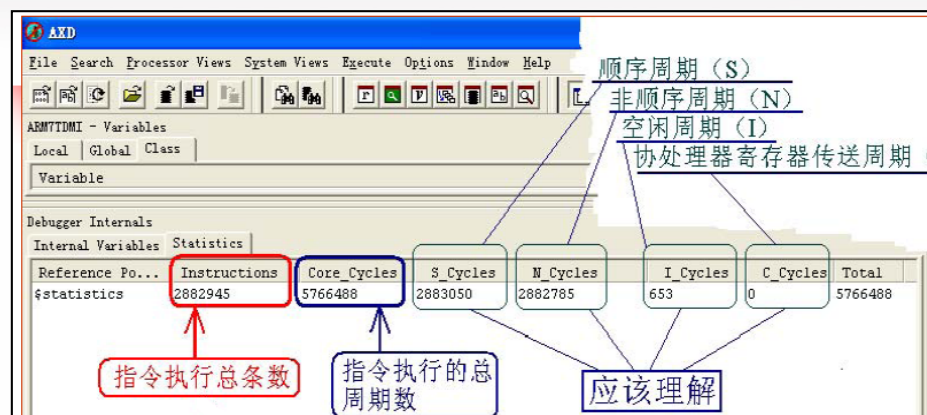 AXD
File Search Processor Views System Views Execute Options Window Help
顺序周期（S）
非顺序周期（N）
空闲周期（I）
协处理器寄存器传送周期（
ARM7TDMI - Variables
Local Global Class
Variable
Debugger Internals
Internal Variables Statistics
Reference Po... Instructions Core_Cycles S_Cycles N_Cycles I_Cycles C_Cycles Total
$statistics 2882945 5766488 2883050 2882785 653 0 5766488
指令执行总条数
指令执行的总
周期数
应该理解